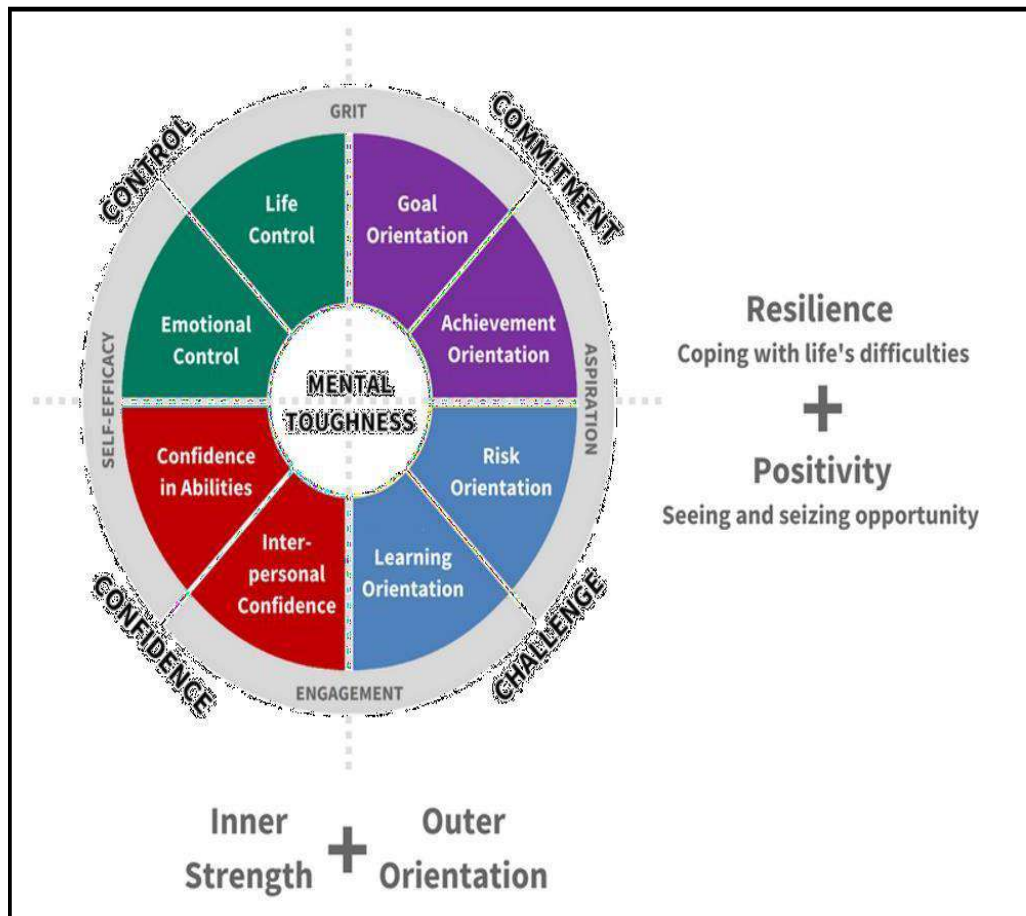 GRIT
CONTROL
COMMITMENT
Life
Control
Goal
Orientation
Emotional
Control
Achievement
Orientation
SELF-EFFICACY
ASPIRATION
MENTAL
TOUGHNESS
Confidence
in Abilities
Risk
Orientation
Inter-
personal
Confidence
Learning
Orientation
CONFIDENCE
CHALLENGE
ENGAGEMENT
Resilience
Coping with life's difficulties
+
Positivity
Seeing and seizing opportunity
Inner
Strength
+
Outer
Orientation